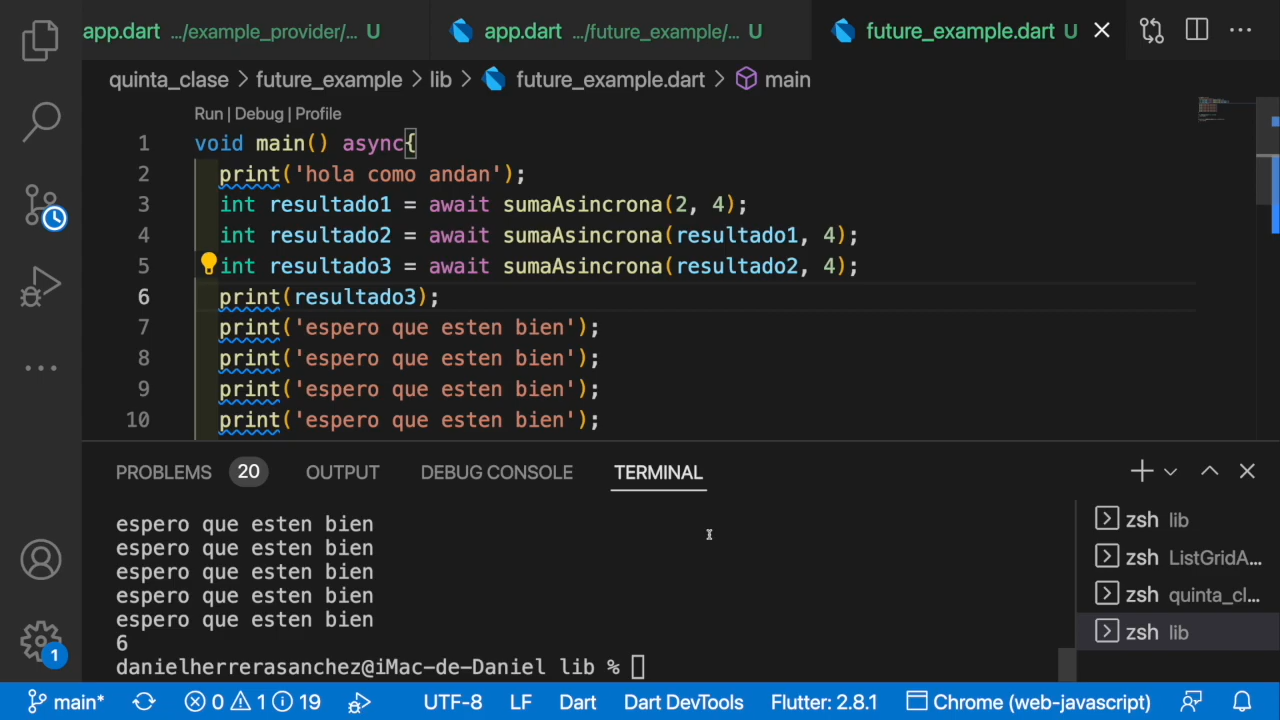 app.dart .../example_provider/... U
app.dart .../future_example/... U
future_example.dart U
quinta_clase > future_example > lib > future_example.dart > main
Run | Debug | Profile
1 void main() async{
2 print('hola como andan');
3 int resultado1 = await sumaAsincrona(2, 4);
4 int resultado2 = await sumaAsincrona(resultado1, 4);
5 int resultado3 = await sumaAsincrona(resultado2, 4);
6 print(resultado3);
7 print('espero que esten bien');
8 print('espero que esten bien');
9 print('espero que esten bien');
10 print('espero que esten bien');
PROBLEMS 20 OUTPUT DEBUG CONSOLE TERMINAL
espero que esten bien
espero que esten bien
espero que esten bien
espero que esten bien
espero que esten bien
6
danielherrerasanchez@iMac-de-Daniel lib %
zsh lib
zsh ListGridA...
zsh quinta_cl...
zsh lib
1
main* 0 1 19 UTF-8 LF Dart Dart DevTools Flutter: 2.8.1 Chrome (web-javascript)